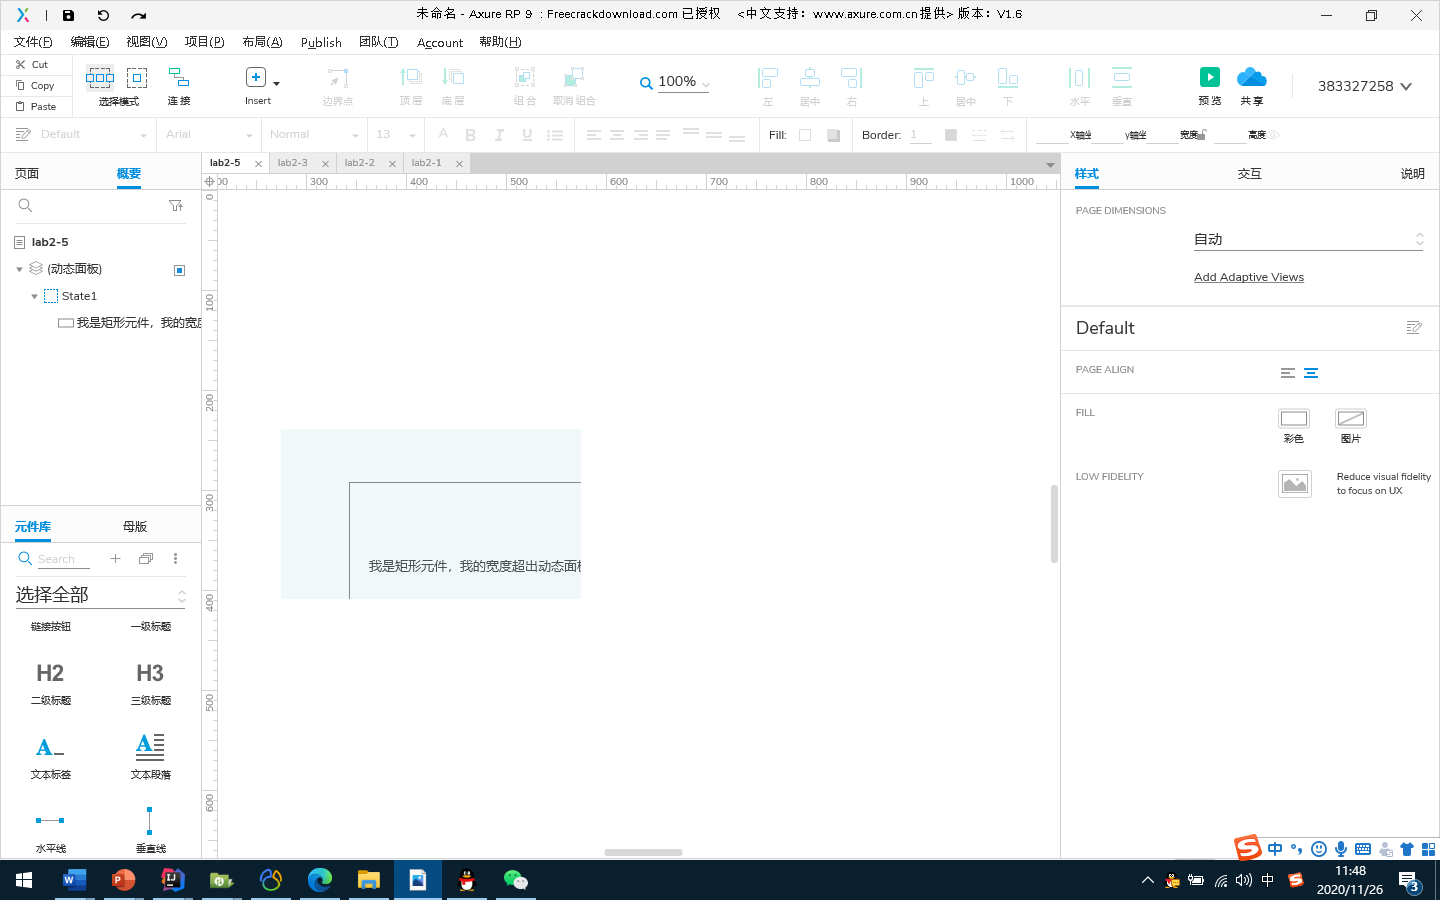 未命名 - Axure RP 9 : Freecrackdownload.com 已授权 <中文支持：www.axure.com.cn 提供> 版本：V1.6
文件(F) 编辑(E) 视图(V) 项目(P) 布局(A) Publish 团队(T) Account 帮助(H)
Cut
Copy
Paste
选择模式 连接 Insert 边界点 顶层 底层 组合 取消组合 100% 左 居中 右 上 居中 下 水平 垂直 预览 共享 383327258
Default Arial Normal 13 Fill: Border: 1 X轴坐 y轴坐 宽度 高度
页面 概要
lab2-5 lab2-3 lab2-2 lab2-1
样式 交互 说明
300 400 500 600 700 800 900 1000
0
100
200
300
400
500
600
lab2-5
(动态面板)
State1
我是矩形元件，我的宽度
我是矩形元件，我的宽度超出动态面板
元件库 母版
Search
选择全部
链接按钮 一级标题
H2 H3
二级标题 三级标题
A A
文本标签 文本段落
水平线 垂直线
PAGE DIMENSIONS
自动
Add Adaptive Views
Default
PAGE ALIGN
FILL
彩色 图片
LOW FIDELITY
Reduce visual fidelity
to focus on UX
中
11:48
2020/11/26
中
3